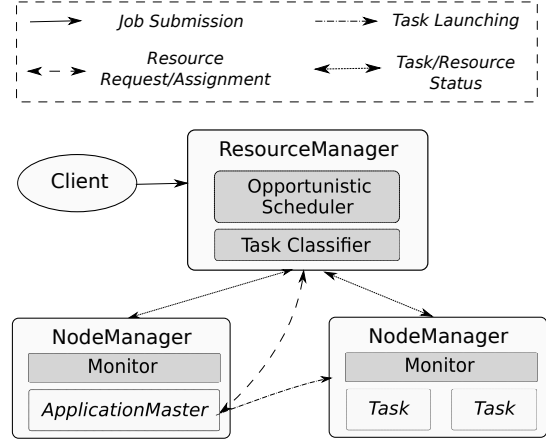 Job Submission
Task Launching
Resource
Request/Assignment
Task/Resource
Status
ResourceManager
Client
Opportunistic
Scheduler
Task Classifier
NodeManager
Monitor
ApplicationMaster
NodeManager
Monitor
Task
Task